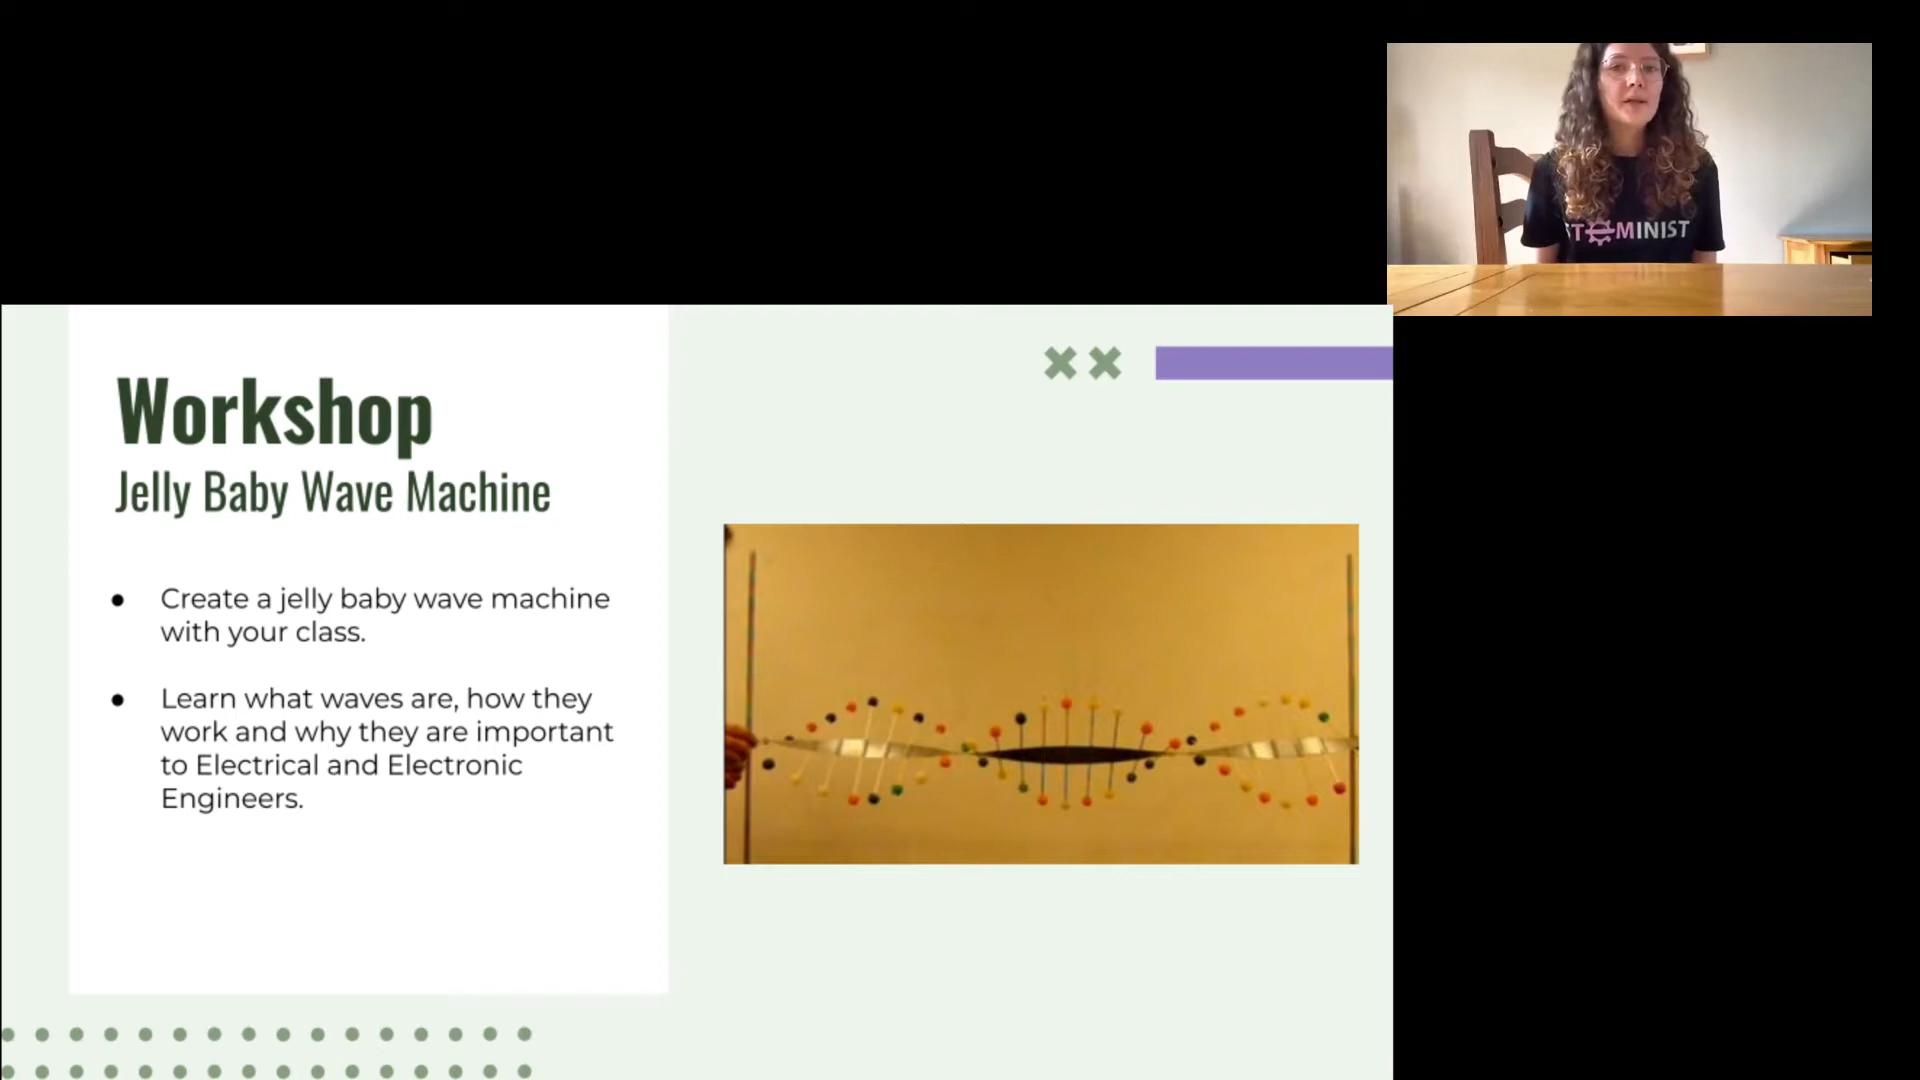 STEMINIST
Workshop
Jelly Baby Wave Machine
● Create a jelly baby wave machine
with your class.
● Learn what waves are, how they
work and why they are important
to Electrical and Electronic
Engineers.